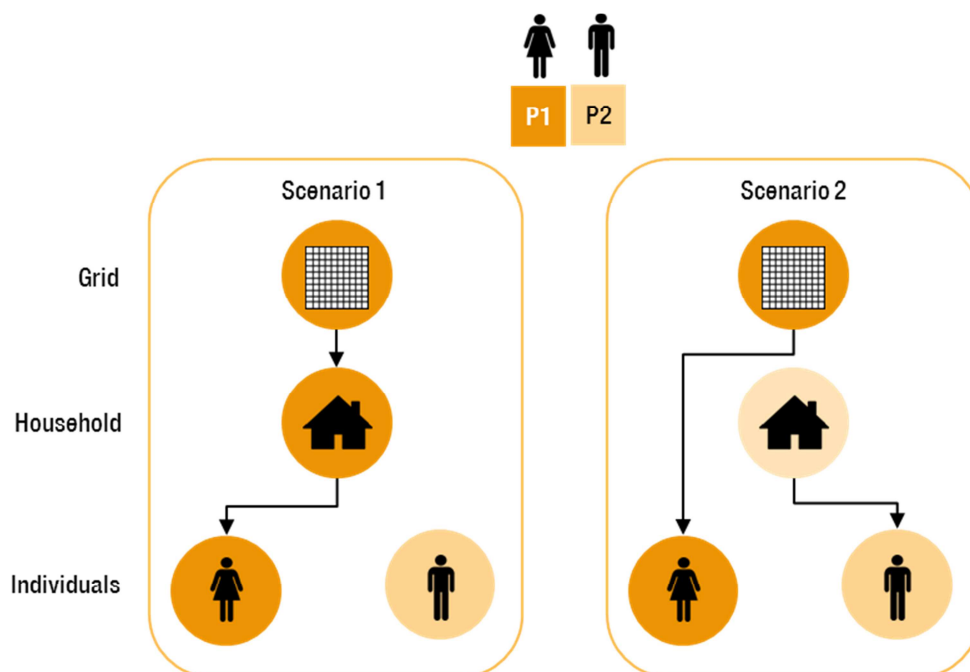 P1 P2
Scenario 1 Scenario 2
Grid
Household
Individuals